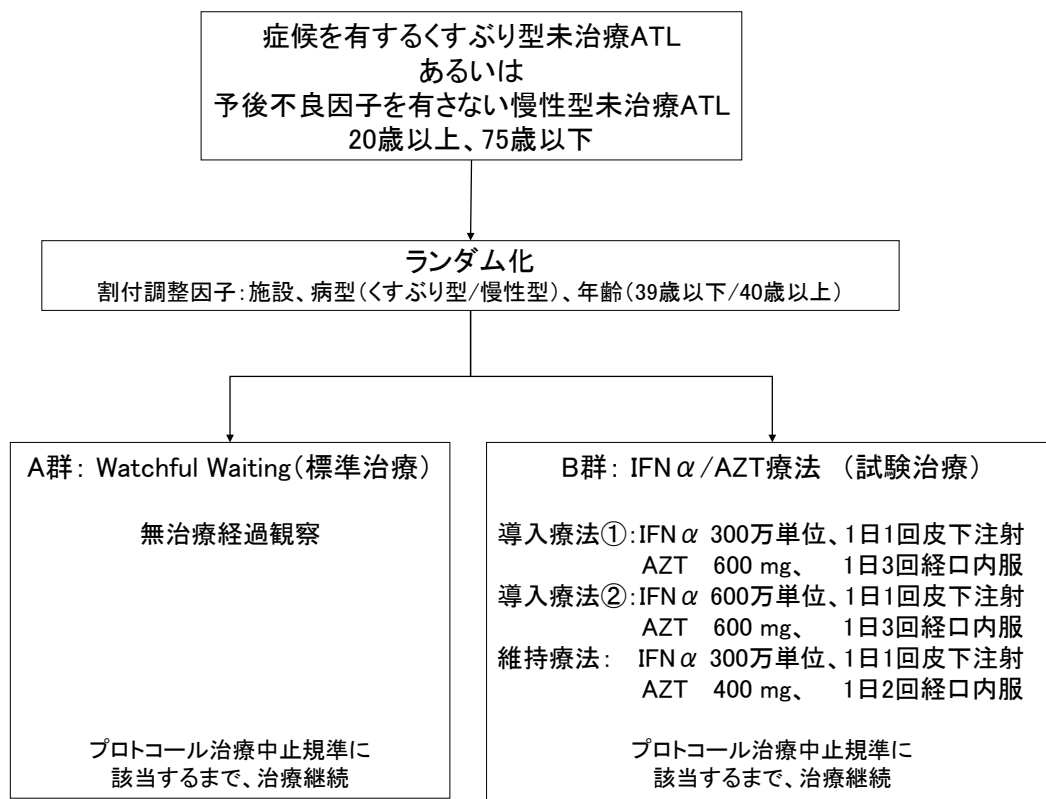 症候を有するくすぶり型未治療ATL
あるいは
予後不良因子を有さない慢性型未治療ATL
20歳以上、75歳以下
ランダム化
割付調整因子：施設、病型（くすぶり型/慢性型）、年齢（39歳以下/40歳以上）
A群： Watchful Waiting（標準治療）
無治療経過観察
プロトコール治療中止規準に
該当するまで、治療継続
B群： IFNα/AZT療法 （試験治療）
導入療法①：IFNα 300万単位、1日1回皮下注射
AZT 600 mg、 1日3回経口内服
導入療法②：IFNα 600万単位、1日1回皮下注射
AZT 600 mg、 1日3回経口内服
維持療法： IFNα 300万単位、1日1回皮下注射
AZT 400 mg、 1日2回経口内服
プロトコール治療中止規準に
該当するまで、治療継続